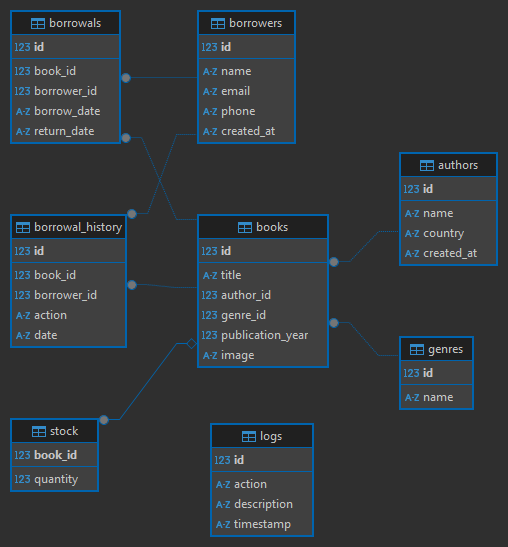 borrowals
123 id
123 book_id
123 borrower_id
A-Z borrow_date
A-Z return_date
borrowers
123 id
A-Z name
A-Z email
A-Z phone
A-Z created_at
authors
123 id
A-Z name
A-Z country
A-Z created_at
borrowal_history
123 id
123 book_id
123 borrower_id
A-Z action
A-Z date
books
123 id
A-Z title
123 author_id
123 genre_id
123 publication_year
A-Z image
genres
123 id
A-Z name
stock
123 book_id
123 quantity
logs
123 id
A-Z action
A-Z description
A-Z timestamp